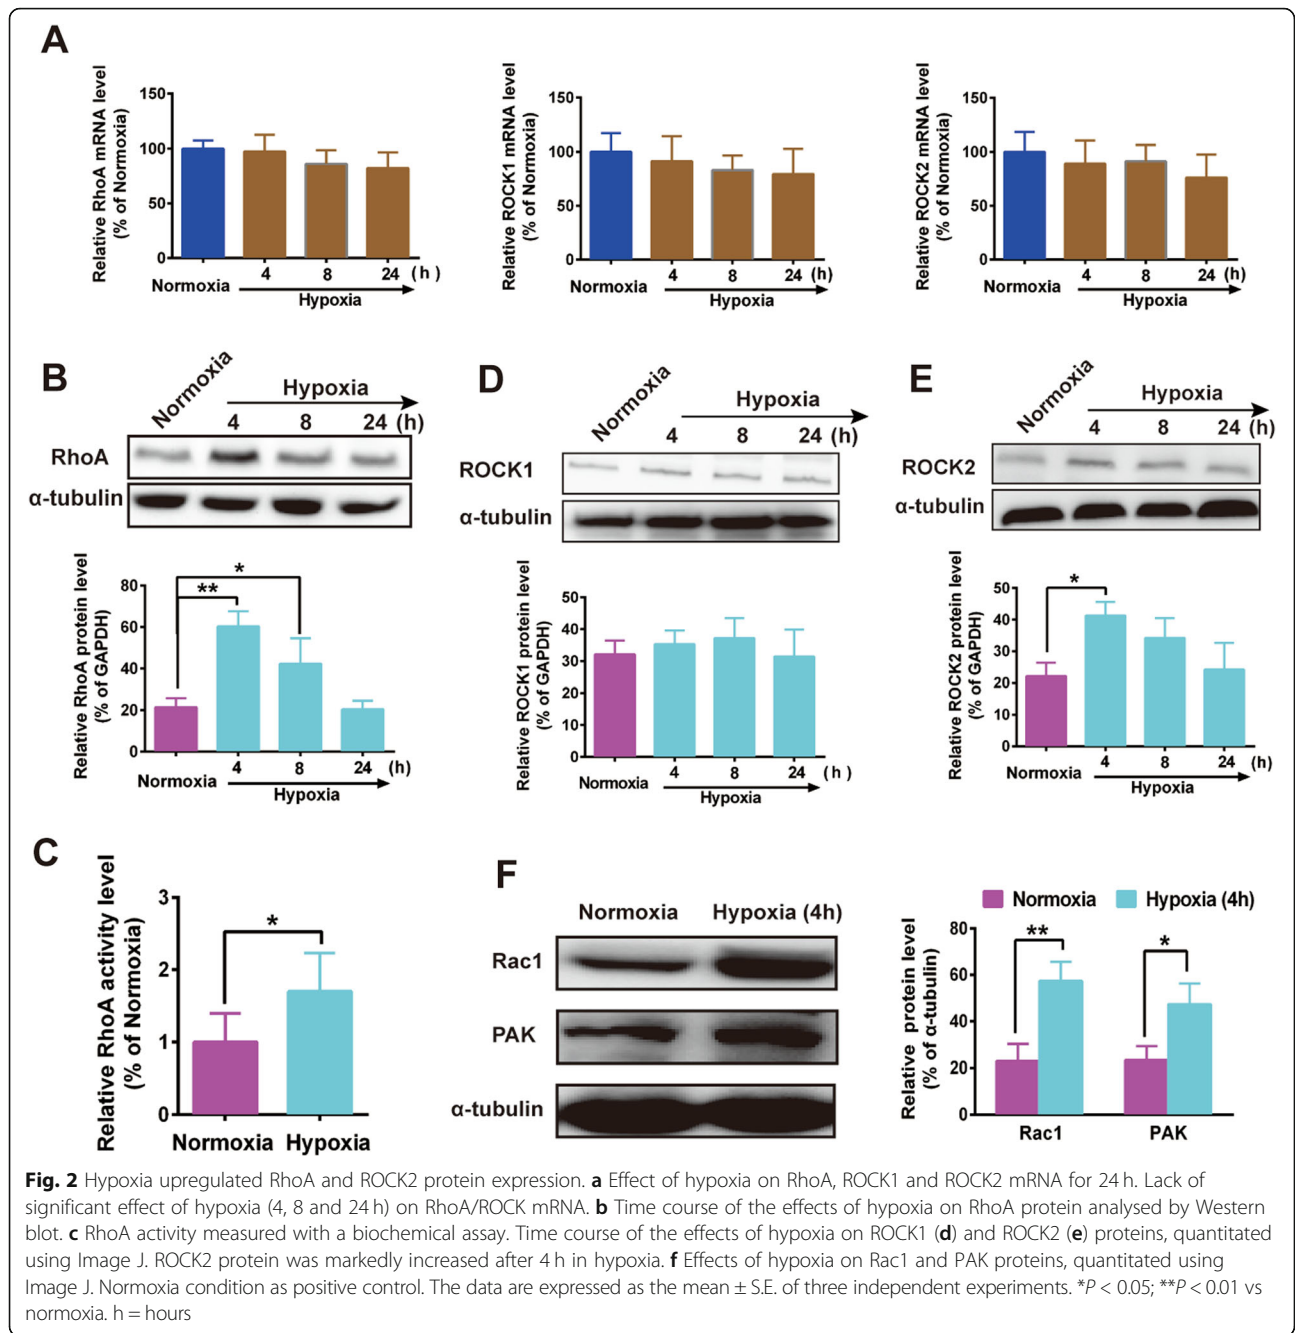 A
Relative RhoA mRNA level
(% of Normoxia)
150
100
50
0
4 8 24 (h)
Normoxia
Hypoxia
Relative ROCK1 mRNA level
(% of Normoxia)
150
100
50
0
4 8 24 (h)
Normoxia
Hypoxia
Relative ROCK2 mRNA level
(% of Normoxia)
150
100
50
0
4 8 24 (h)
Normoxia
Hypoxia
B
Normoxia
Hypoxia
4 8 24 (h)
RhoA
α-tubulin
Relative RhoA protein level
(% of GAPDH)
80
60
40
20
0
*
**
4 8 24 (h)
Normoxia
Hypoxia
D
Normoxia
Hypoxia
4 8 24 (h)
ROCK1
α-tubulin
Relative ROCK1 protein level
(% of GAPDH)
50
40
30
20
10
0
4 8 24 (h)
Normoxia
Hypoxia
E
Normoxia
Hypoxia
4 8 24 (h)
ROCK2
α-tubulin
Relative ROCK2 protein level
(% of GAPDH)
50
40
30
20
10
0
*
4 8 24 (h)
Normoxia
Hypoxia
C
Relative RhoA activity level
(% of Normoxia)
3
2
1
0
*
Normoxia Hypoxia
F
Normoxia Hypoxia (4h)
Rac1
PAK
α-tubulin
Normoxia Hypoxia (4h)
Relative protein level
(% of α-tubulin)
80
60
40
20
0
**
*
Rac1 PAK
Fig. 2 Hypoxia upregulated RhoA and ROCK2 protein expression. a Effect of hypoxia on RhoA, ROCK1 and ROCK2 mRNA for 24 h. Lack of
significant effect of hypoxia (4, 8 and 24 h) on RhoA/ROCK mRNA. b Time course of the effects of hypoxia on RhoA protein analysed by Western
blot. c RhoA activity measured with a biochemical assay. Time course of the effects of hypoxia on ROCK1 (d) and ROCK2 (e) proteins, quantitated
using Image J. ROCK2 protein was markedly increased after 4 h in hypoxia. f Effects of hypoxia on Rac1 and PAK proteins, quantitated using
Image J. Normoxia condition as positive control. The data are expressed as the mean ± S.E. of three independent experiments. *P < 0.05; **P < 0.01 vs
normoxia. h = hours